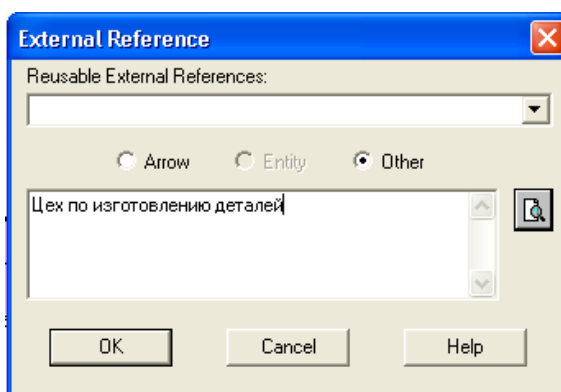 External Reference
Reusable External References:
Arrow
Entity
Other
Цех по изготовлению деталей
OK
Cancel
Help